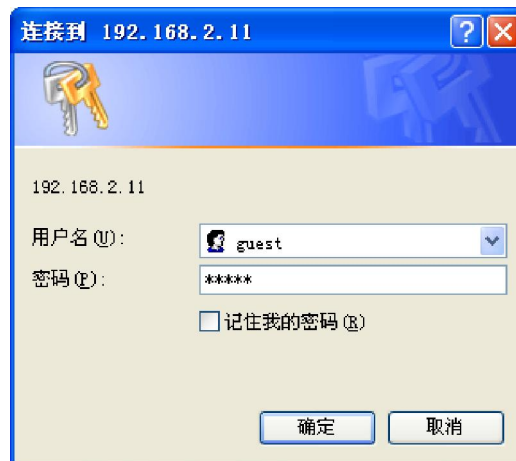 连接到 192.168.2.11
192.168.2.11
用户名(U):
guest
密码(P):
*****
记住我的密码(R)
确定
取消